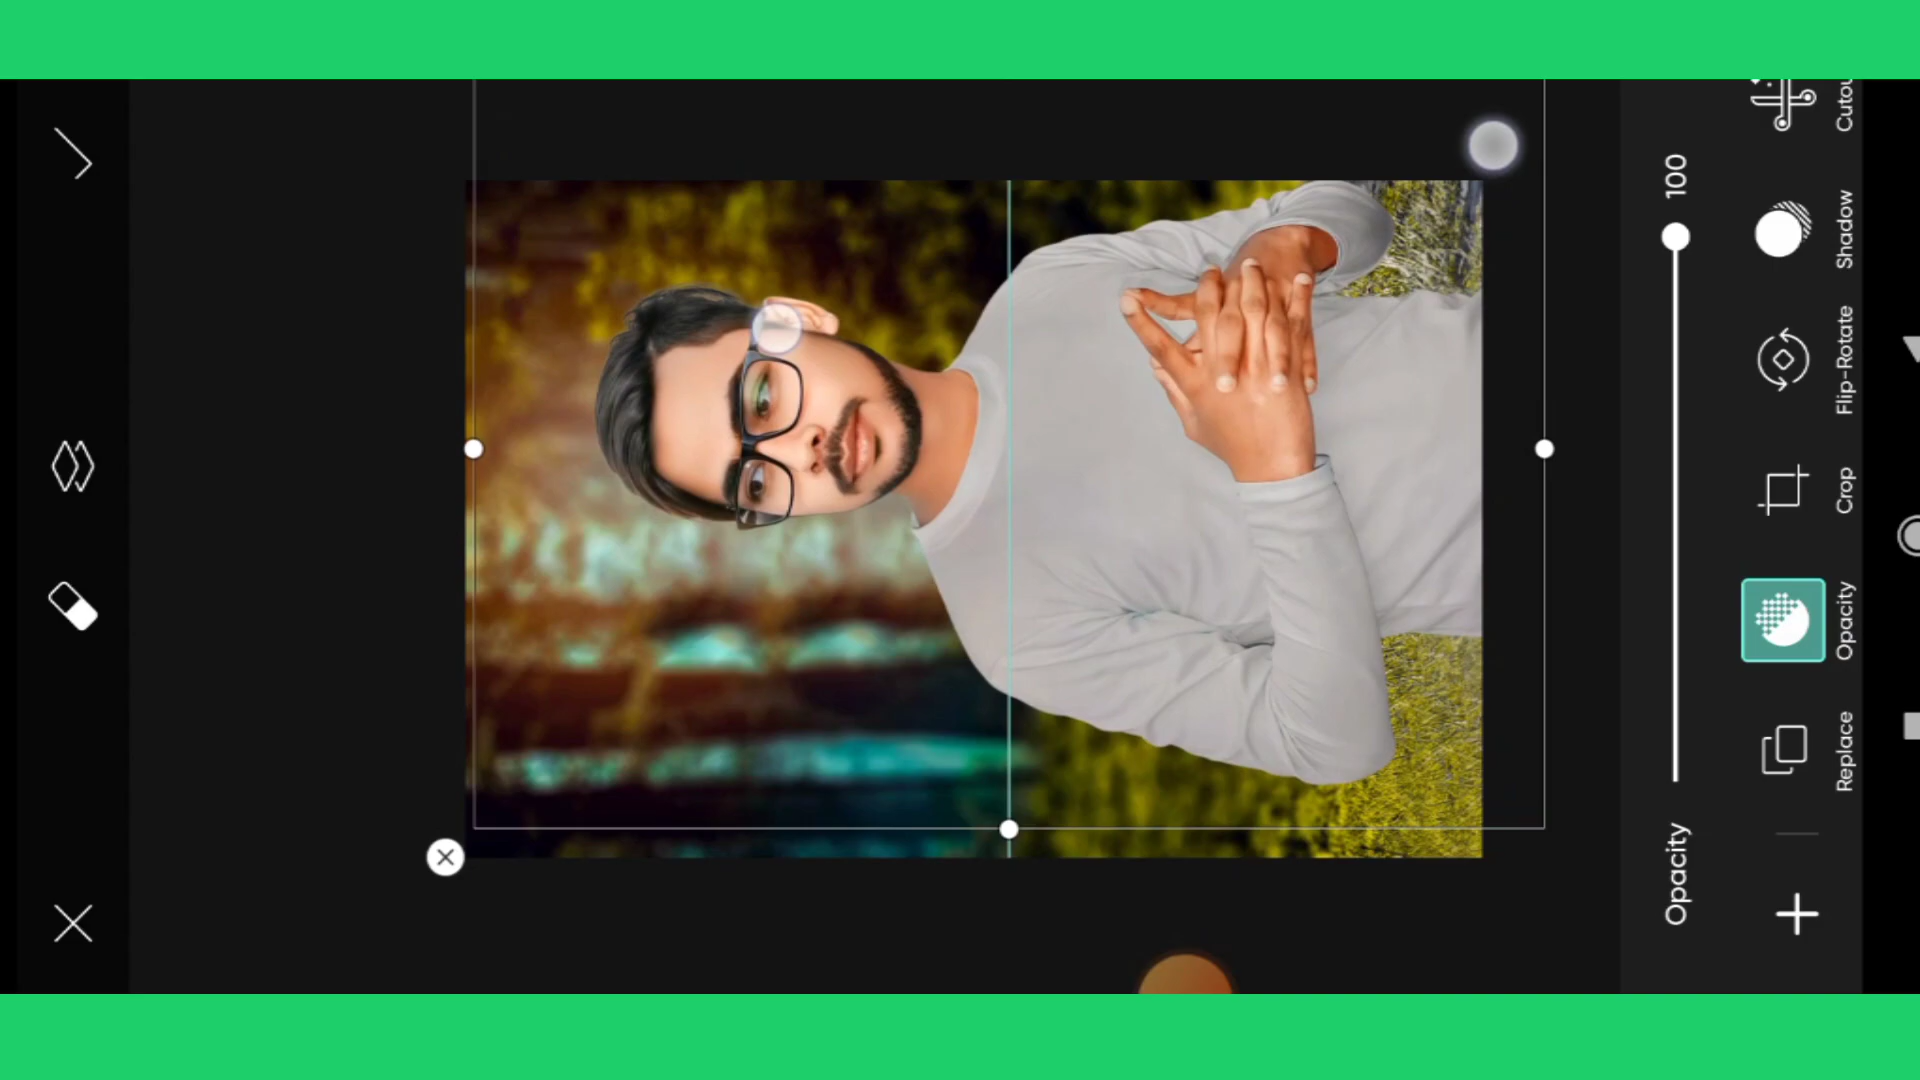 Opacity 100
Replace
Opacity
Crop
Flip-Rotate
Shadow
Cutou